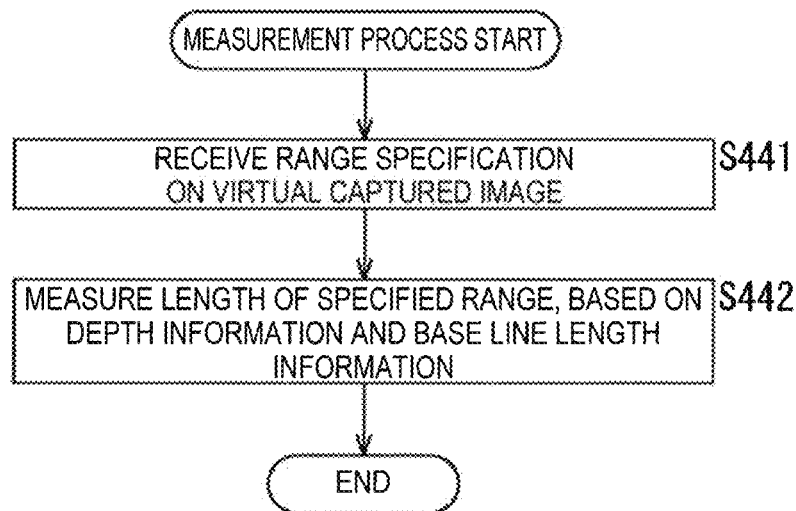 MEASUREMENT PROCESS START
RECEIVE RANGE SPECIFICATION
ON VIRTUAL CAPTURED IMAGE
S441
MEASURE LENGTH OF SPECIFIED RANGE, BASED ON
DEPTH INFORMATION AND BASE LINE LENGTH
INFORMATION
S442
END